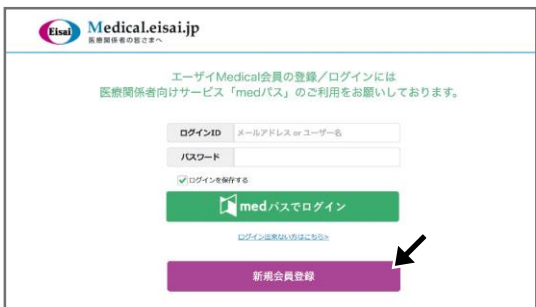 Eisai
Medical.eisai.jp
医療関係者の皆さまへ
エーザイMedical会員の登録／ログインには
医療関係者向けサービス「medパス」のご利用をお願いしております。
ログインID メールアドレス or ユーザー名
パスワード
ログインを保存する
medパスでログイン
ログイン出来ない方はこちら>
新規会員登録